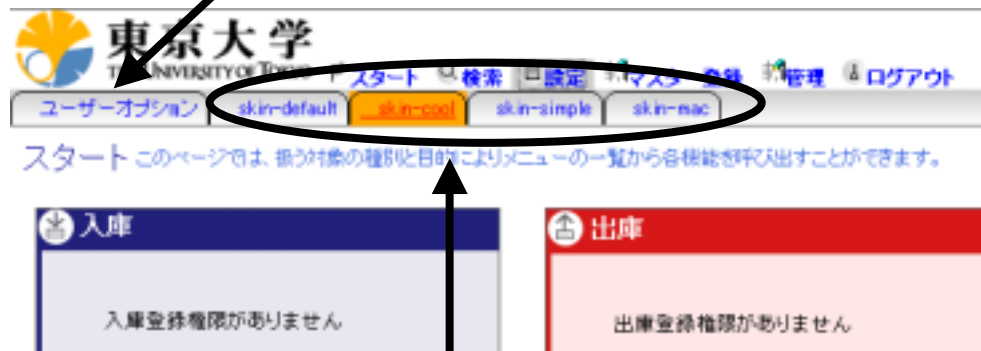 東京大学
THE UNIVERSITY OF TOKYO スタート 検索 設定 マスター登録 管理 ログアウト
ユーザーオプション skin-default skin-cool skin-simple skin-mac
スタート このページでは、扱う対象の種別と目的によりメニューの一覧から各機能を呼び出すことができます。
入庫 出庫
入庫登録権限がありません 出庫登録権限がありません